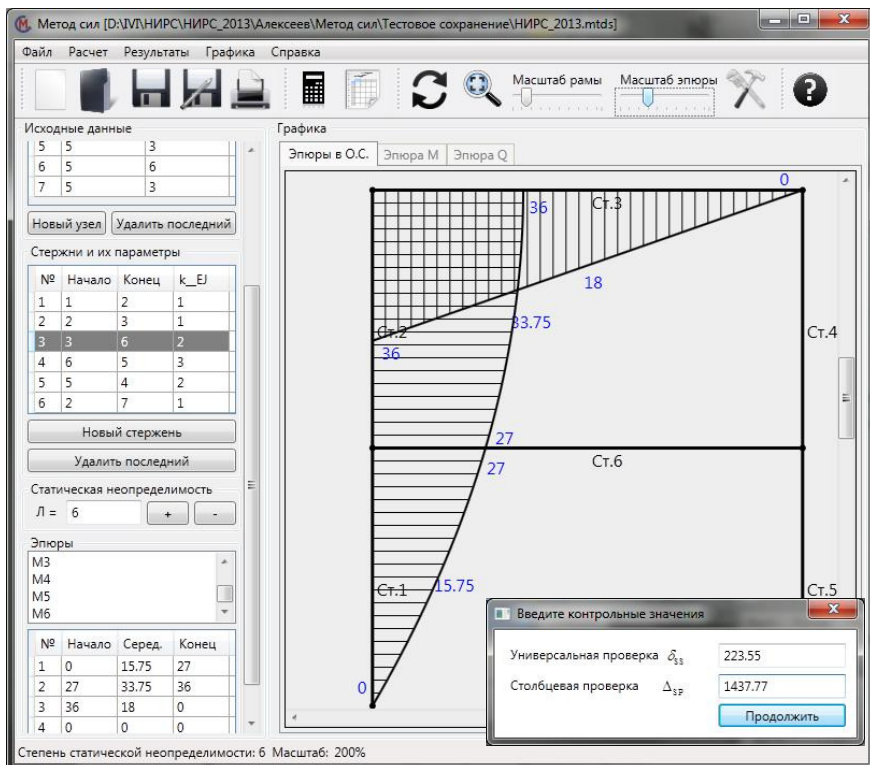 Метод сил [D:\IVI\НИРС\НИРС_2013\Алексеев\Метод сил\Тестовое сохранение\НИРС_2013.mtds]
Файл Расчет Результаты Графика Справка
Масштаб рамы Масштаб эпюры
Исходные данные
5 5 3
6 5 6
7 5 3
Новый узел Удалить последний
Стержни и их параметры
№ Начало Конец k__EJ
1 1 2 1
2 2 3 1
3 3 6 2
4 6 5 3
5 5 4 2
6 2 7 1
Новый стержень
Удалить последний
Статическая неопределимость
Л = 6 + -
Эпюры
М3
М4
М5
М6
№ Начало Серед. Конец
1 0 15.75 27
2 27 33.75 36
3 36 18 0
4 0 0 0
Графика
Эпюры в О.С. Эпюра М Эпюра Q
0
36 Ст.3
18
33.75
Ст.2 Ст.4
36
27
Ст.6
27
Ст.1 15.75 Ст.5
0
Введите контрольные значения
Универсальная проверка δss 223.55
Столбцевая проверка ΔSP 1437.77
Продолжить
Степень статической неопределимости: 6 Масштаб: 200%